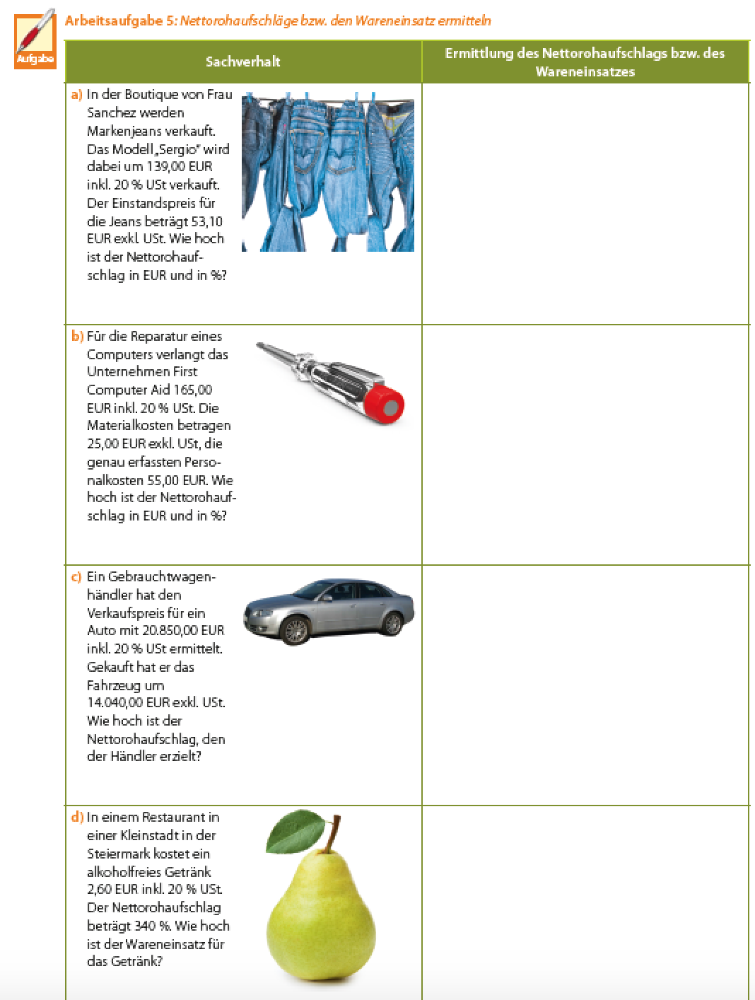 Aufgabe
Arbeitsaufgabe 5: Nettorohaufschläge bzw. den Wareneinsatz ermitteln
Sachverhalt
Ermittlung des Nettorohaufschlags bzw. des
Wareneinsatzes
a) In der Boutique von Frau
Sanchez werden
Markenjeans verkauft.
Das Modell „Sergio“ wird
dabei um 139,00 EUR
inkl. 20 % USt verkauft.
Der Einstandspreis für
die Jeans beträgt 53,10
EUR exkl. USt. Wie hoch
ist der Nettorohauf-
schlag in EUR und in %?
b) Für die Reparatur eines
Computers verlangt das
Unternehmen First
Computer Aid 165,00
EUR inkl. 20 % USt. Die
Materialkosten betragen
25,00 EUR exkl. USt, die
genau erfassten Perso-
nalkosten 55,00 EUR. Wie
hoch ist der Nettorohauf-
schlag in EUR und in %?
c) Ein Gebrauchtwagen-
händler hat den
Verkaufspreis für ein
Auto mit 20.850,00 EUR
inkl. 20 % USt ermittelt.
Gekauft hat er das
Fahrzeug um
14.040,00 EUR exkl. USt.
Wie hoch ist der
Nettorohaufschlag, den
der Händler erzielt?
d) In einem Restaurant in
einer Kleinstadt in der
Steiermark kostet ein
alkoholfreies Getränk
2,60 EUR inkl. 20 % USt.
Der Nettorohaufschlag
beträgt 340 %. Wie hoch
ist der Wareneinsatz für
das Getränk?